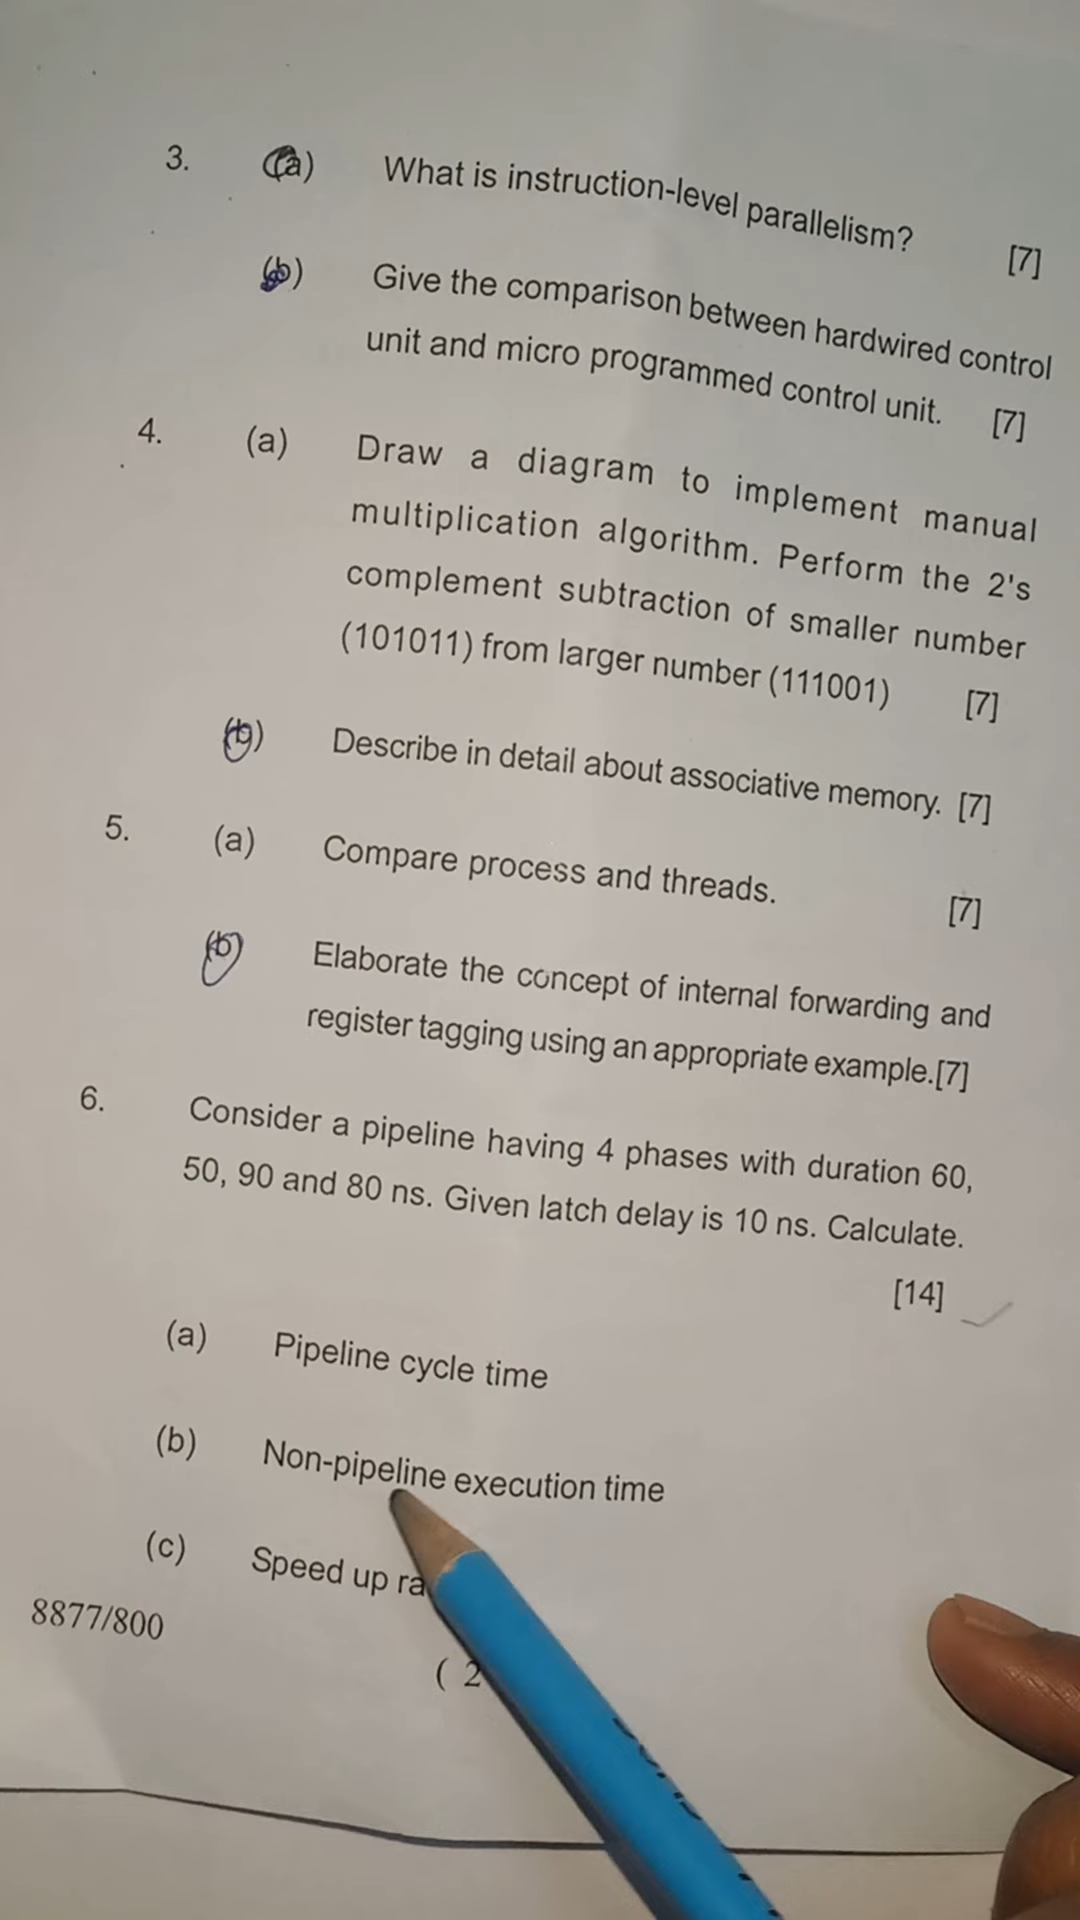 3. (a) What is instruction-level parallelism? [7]
(b) Give the comparison between hardwired control
unit and micro programmed control unit. [7]
4. (a) Draw a diagram to implement manual
multiplication algorithm. Perform the 2's
complement subtraction of smaller number
(101011) from larger number (111001) [7]
(b) Describe in detail about associative memory. [7]
5. (a) Compare process and threads. [7]
(b) Elaborate the concept of internal forwarding and
register tagging using an appropriate example.[7]
6. Consider a pipeline having 4 phases with duration 60,
50, 90 and 80 ns. Given latch delay is 10 ns. Calculate.
[14]
(a) Pipeline cycle time
(b) Non-pipeline execution time
(c) Speed up
8877/800
( 2